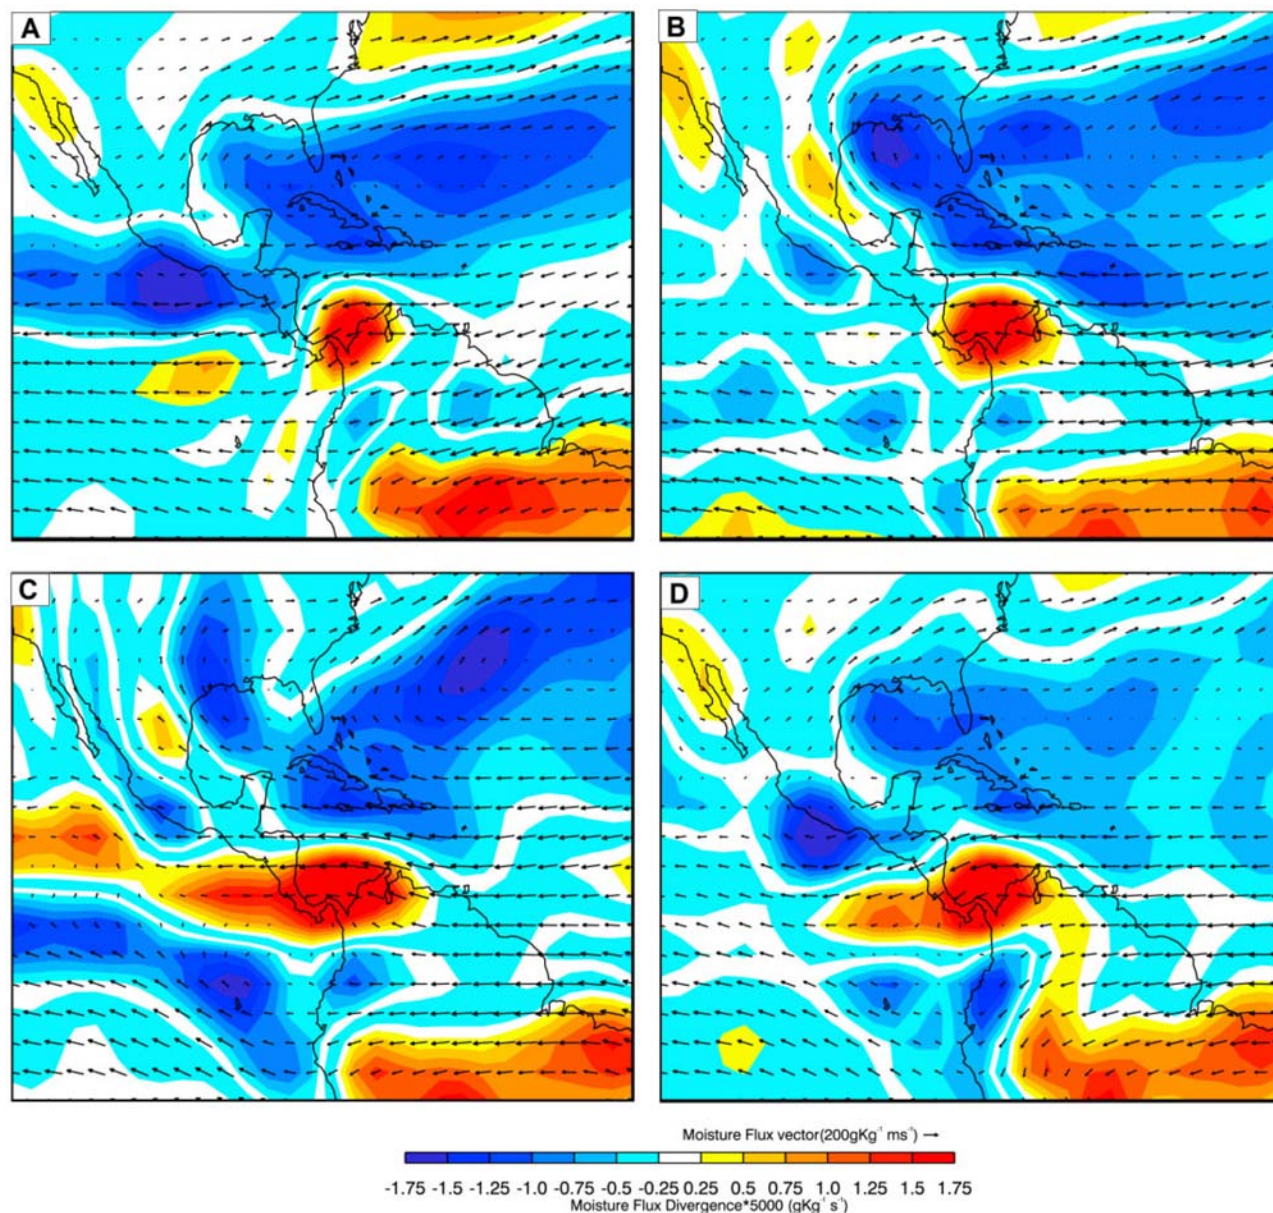 A
B
C
D
Moisture Flux vector(200gKg⁻¹ ms⁻¹) →
-1.75 -1.5 -1.25 -1.0 -0.75 -0.5 -0.25 0.25 0.5 0.75 1.0 1.25 1.5 1.75
Moisture Flux Divergence*5000 (gKg⁻¹ s⁻¹)